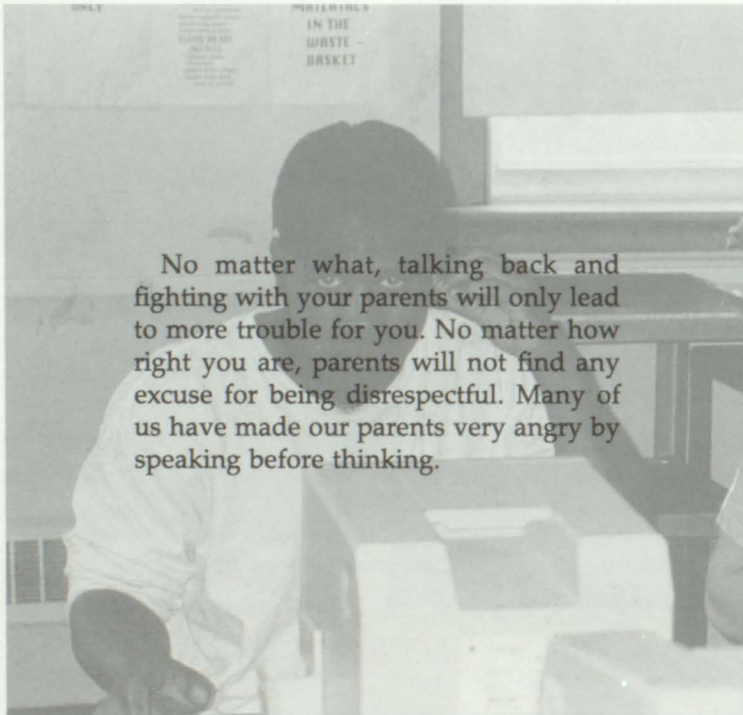 ONLY
MATERIALS
IN THE
WASTE -
BASKET
No matter what, talking back and
fighting with your parents will only lead
to more trouble for you. No matter how
right you are, parents will not find any
excuse for being disrespectful. Many of
us have made our parents very angry by
speaking before thinking.